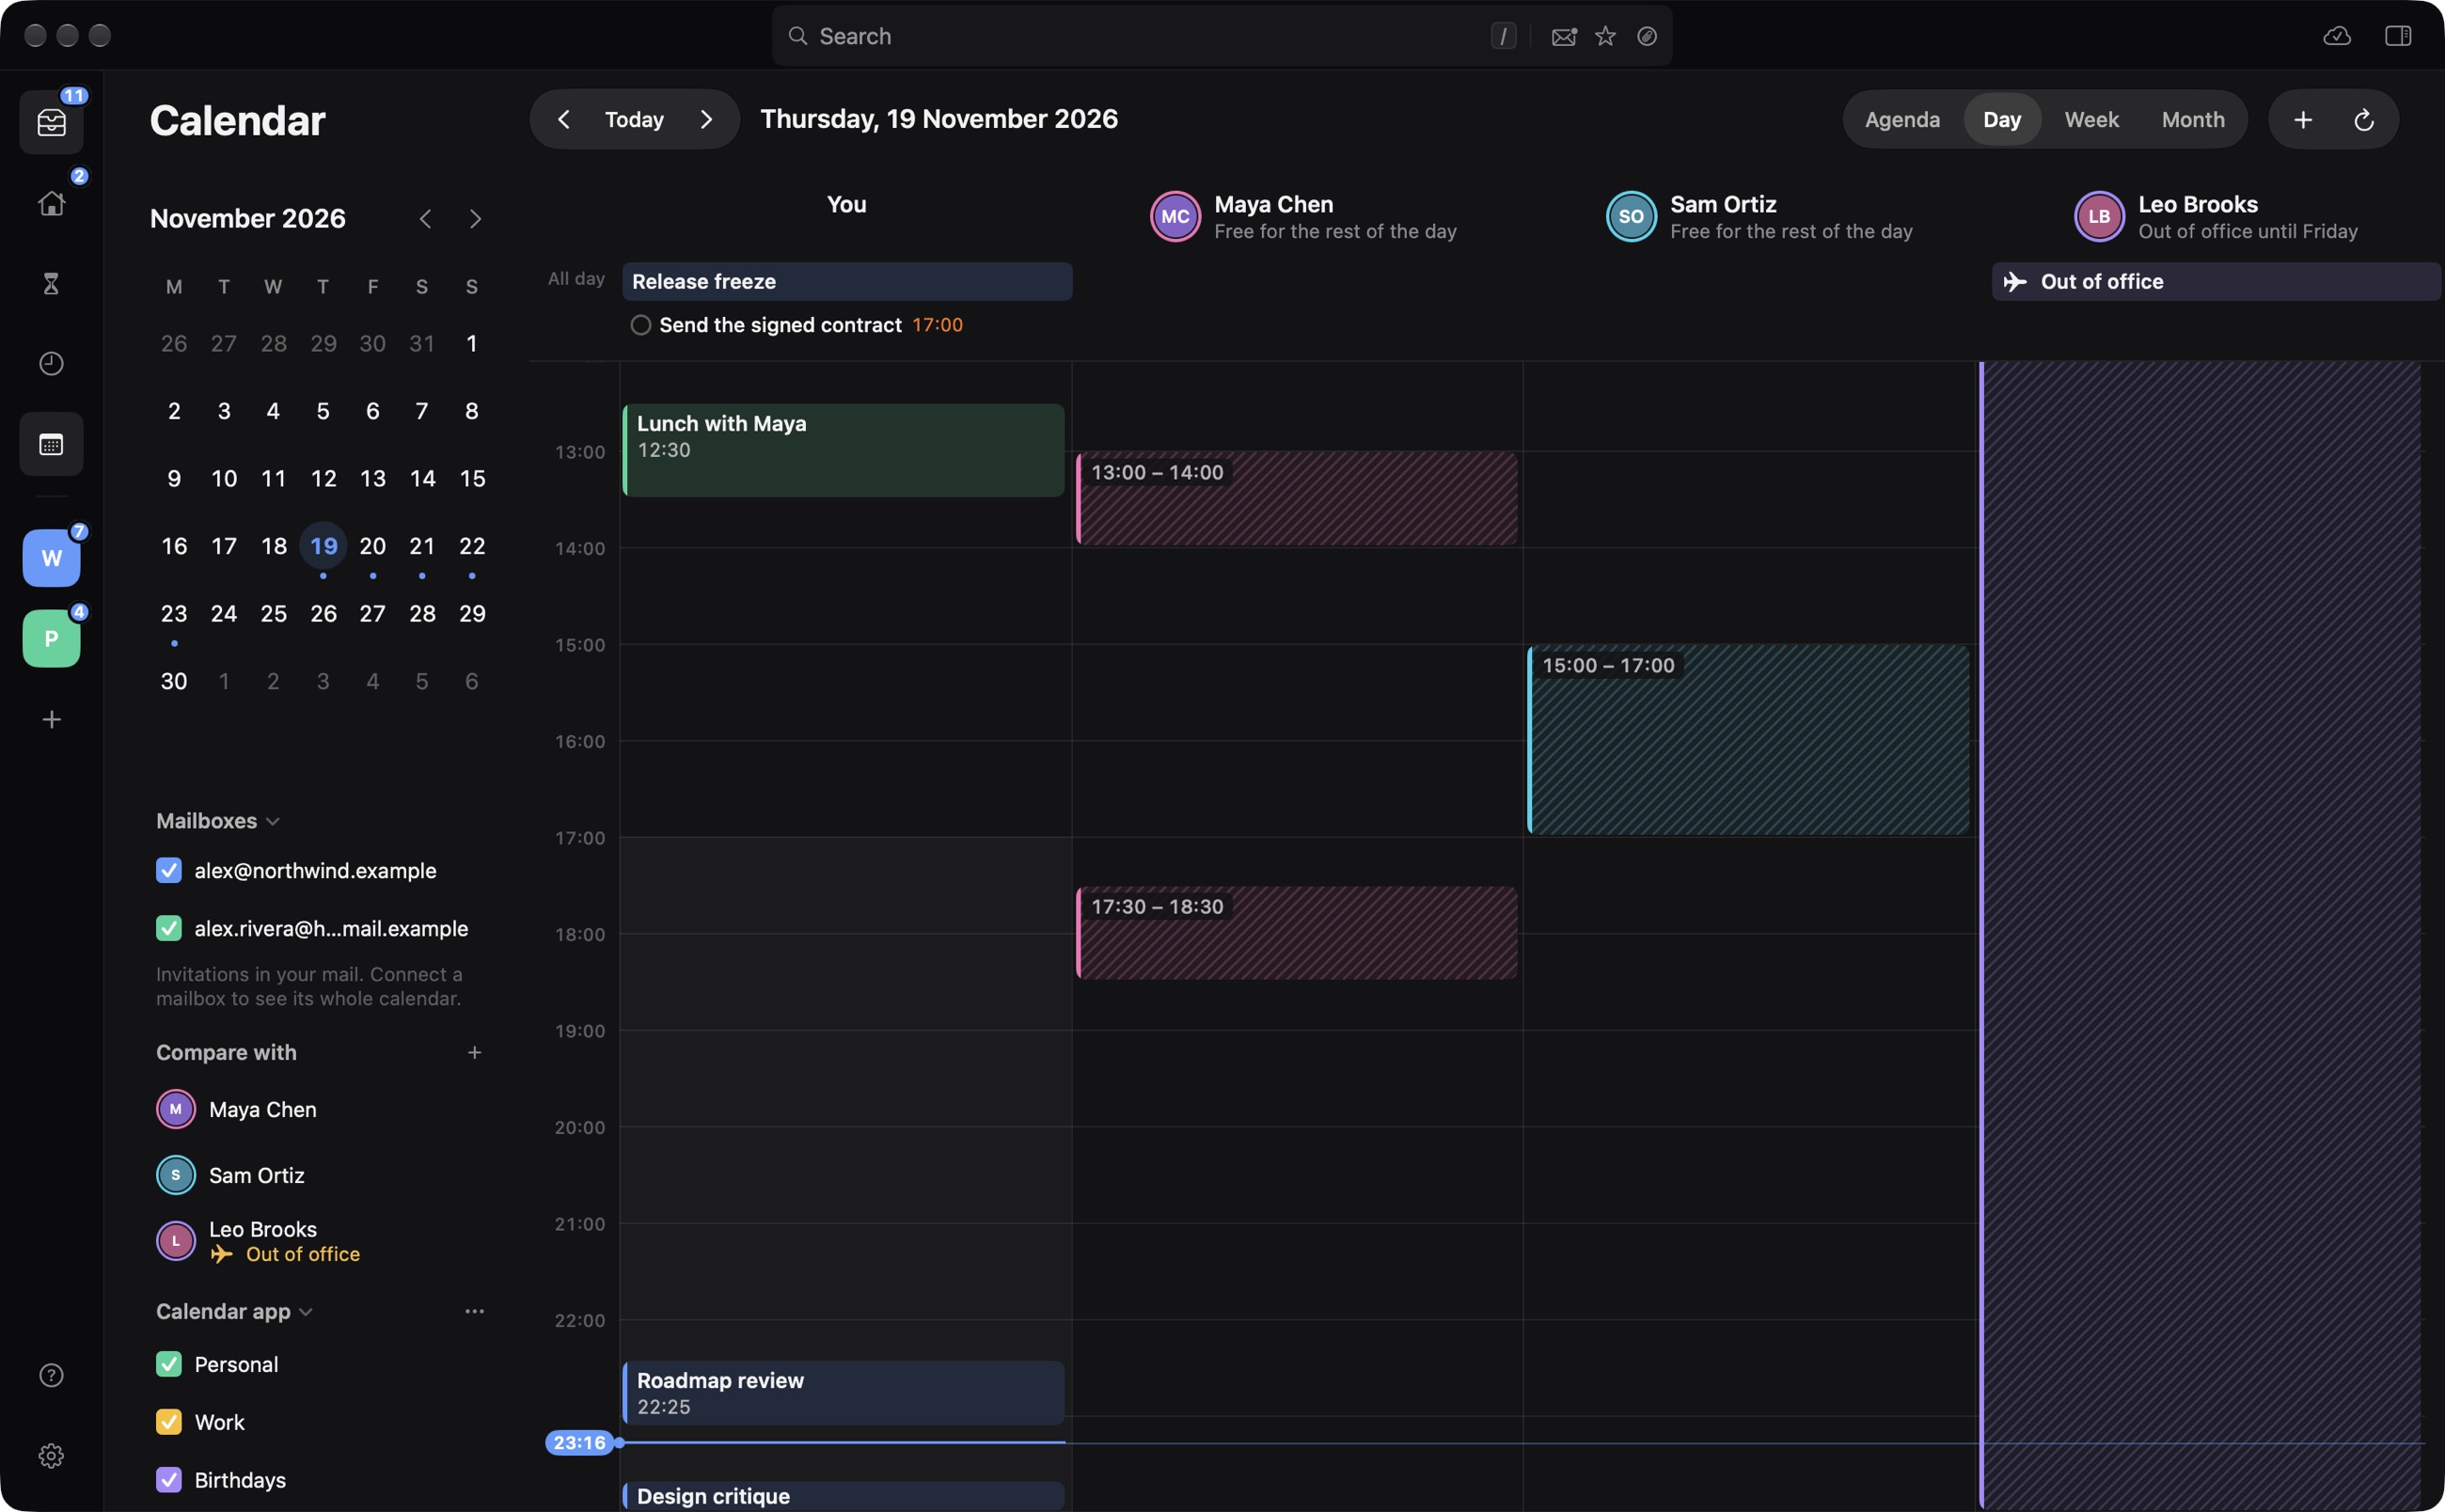 Search
/
11
2
7
W
4
P
Calendar
November 2026
M T W T F S S
26 27 28 29 30 31 1
2 3 4 5 6 7 8
9 10 11 12 13 14 15
16 17 18 19 20 21 22
23 24 25 26 27 28 29
30 1 2 3 4 5 6
Mailboxes
alex@northwind.example
alex.rivera@h...mail.example
Invitations in your mail. Connect a
mailbox to see its whole calendar.
Compare with
M Maya Chen
S Sam Ortiz
L Leo Brooks
Out of office
Calendar app
Personal
Work
Birthdays
Today
Thursday, 19 November 2026
Agenda Day Week Month
You
MC Maya Chen
Free for the rest of the day
SO Sam Ortiz
Free for the rest of the day
LB Leo Brooks
Out of office until Friday
All day
Release freeze
Out of office
Send the signed contract 17:00
Lunch with Maya
12:30
13:00
13:00 – 14:00
14:00
15:00
15:00 – 17:00
16:00
17:00
17:30 – 18:30
18:00
19:00
20:00
21:00
22:00
Roadmap review
22:25
23:16
Design critique